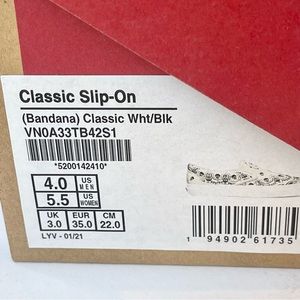 Classic Slip-On
(Bandana) Classic Wht/Blk
VN0A33TB42S1
*5200142410*
4.0 US MEN
5.5 US WOMEN
UK EUR CM
3.0 35.0 22.0
LYV - 01/21
1 94902 61735